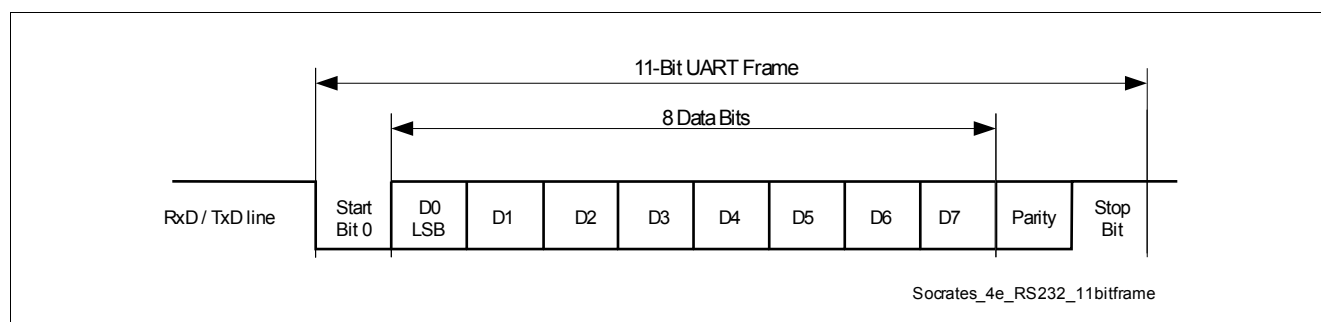 11-Bit UART Frame
8 Data Bits
RxD / TxD line
Start
Bit 0
D0
LSB
D1
D2
D3
D4
D5
D6
D7
Parity
Stop
Bit
Socrates_4e_RS232_11bitframe